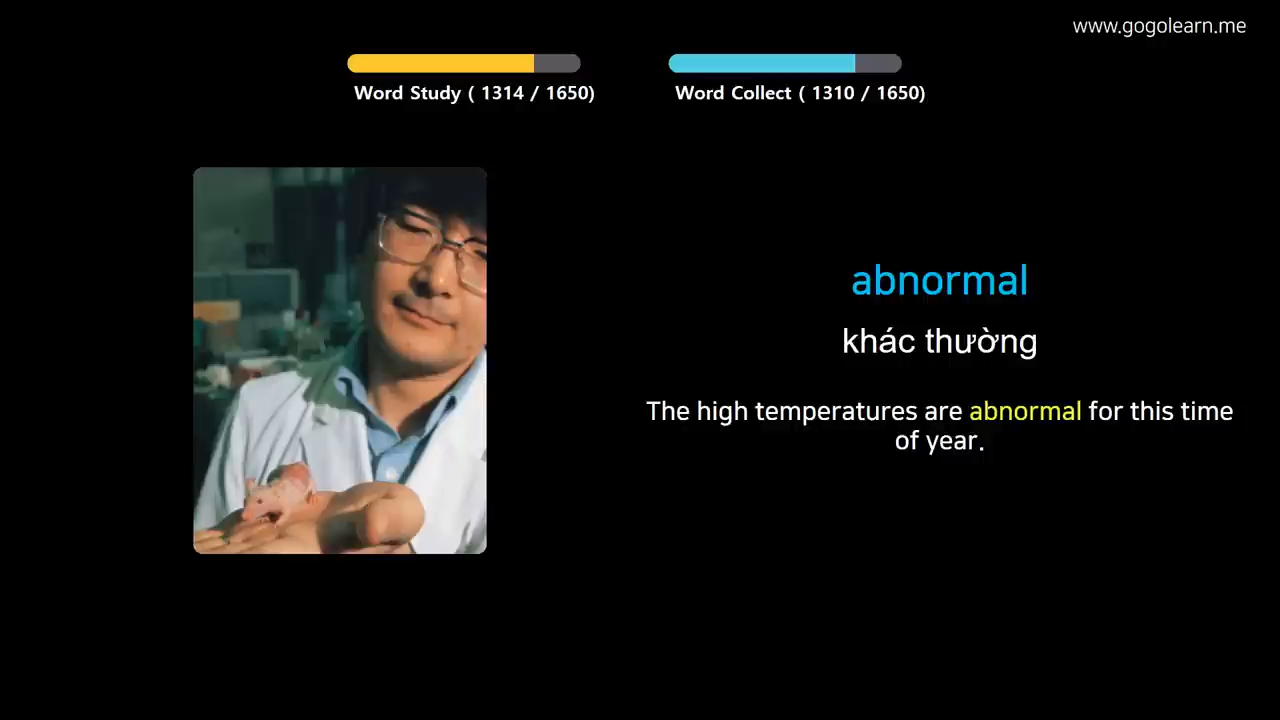 www.gogolearn.me
Word Study ( 1314 / 1650)
Word Collect ( 1310 / 1650)
abnormal
khác thường
The high temperatures are abnormal for this time
of year.